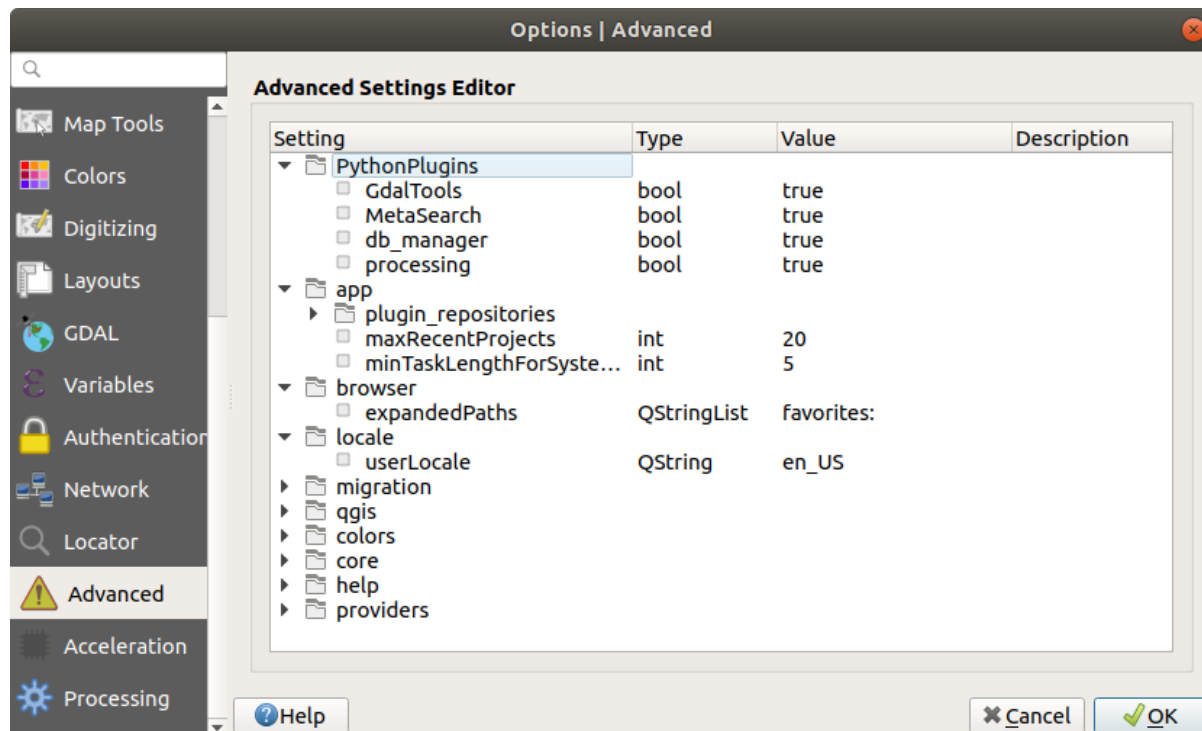 Options | Advanced
Map Tools
Colors
Digitizing
Layouts
GDAL
Variables
Authentication
Network
Locator
Advanced
Acceleration
Processing
Advanced Settings Editor
Setting Type Value Description
PythonPlugins
GdalTools bool true
MetaSearch bool true
db_manager bool true
processing bool true
app
plugin_repositories
maxRecentProjects int 20
minTaskLengthForSyste... int 5
browser
expandedPaths QStringList favorites:
locale
userLocale QString en_US
migration
qgis
colors
core
help
providers
Help Cancel OK